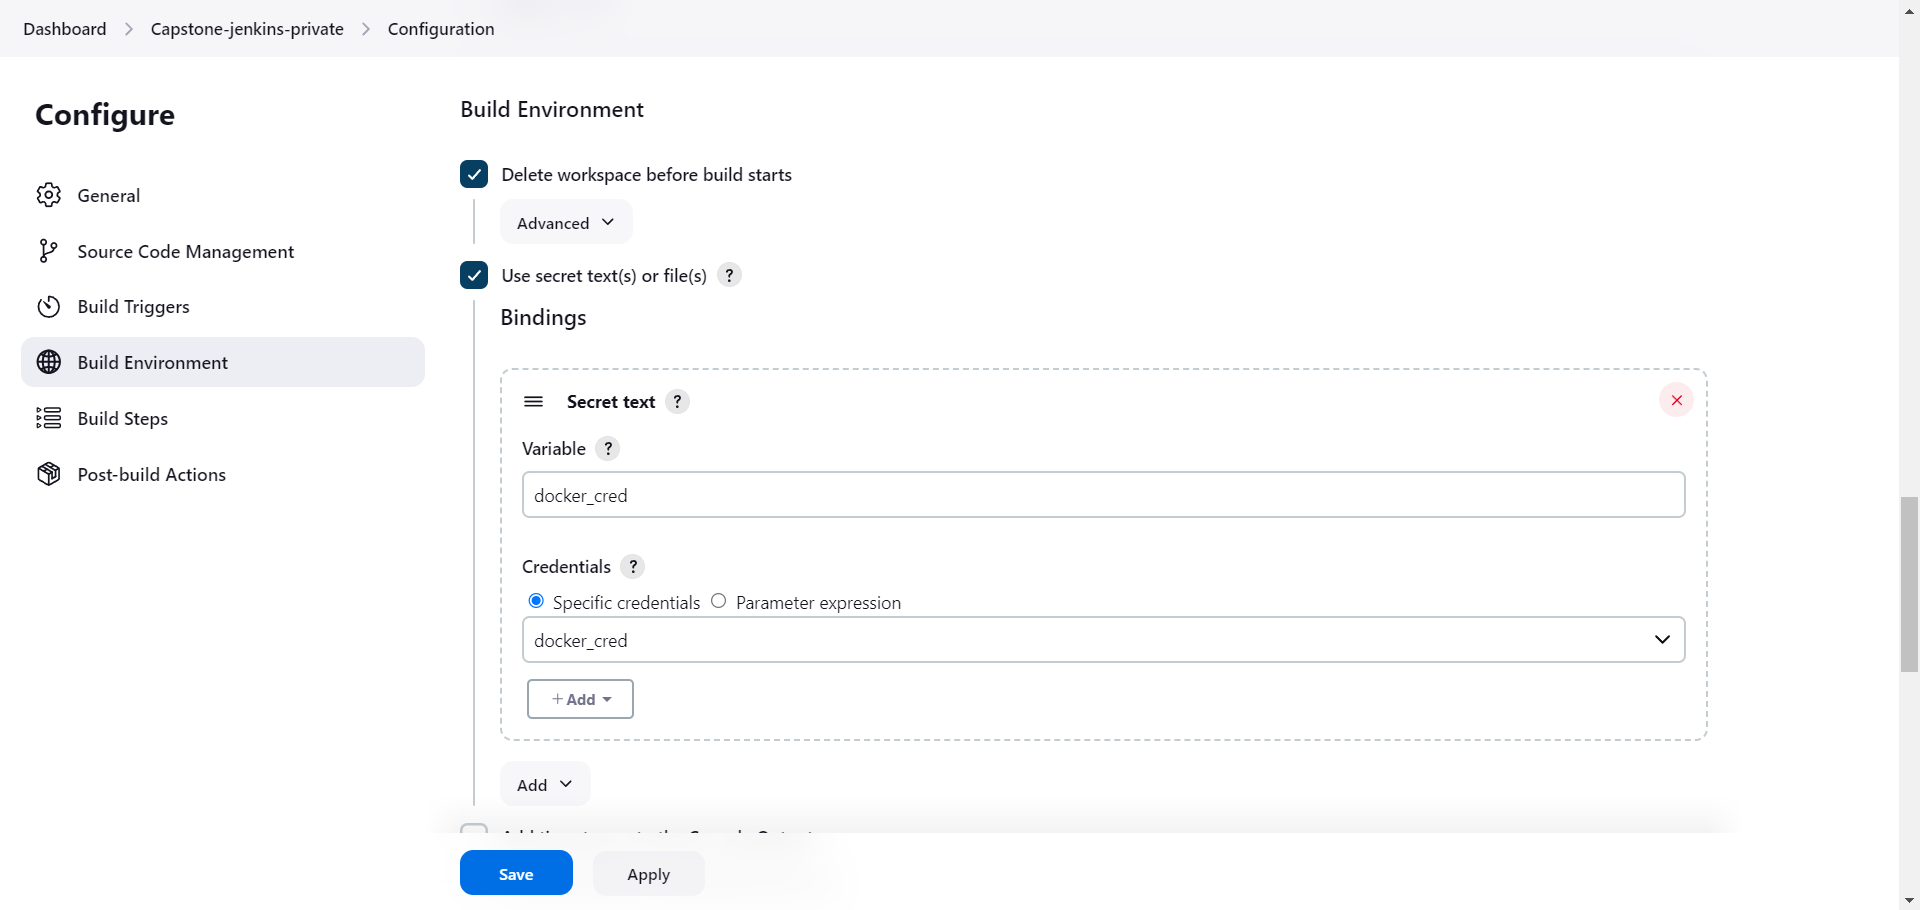 Dashboard > Capstone-jenkins-private > Configuration
Configure
General
Source Code Management
Build Triggers
Build Environment
Build Steps
Post-build Actions
Build Environment
Delete workspace before build starts
Advanced
Use secret text(s) or file(s) ?
Bindings
Secret text ?
Variable ?
docker_cred
Credentials ?
Specific credentials Parameter expression
docker_cred
+ Add
Add
Save Apply